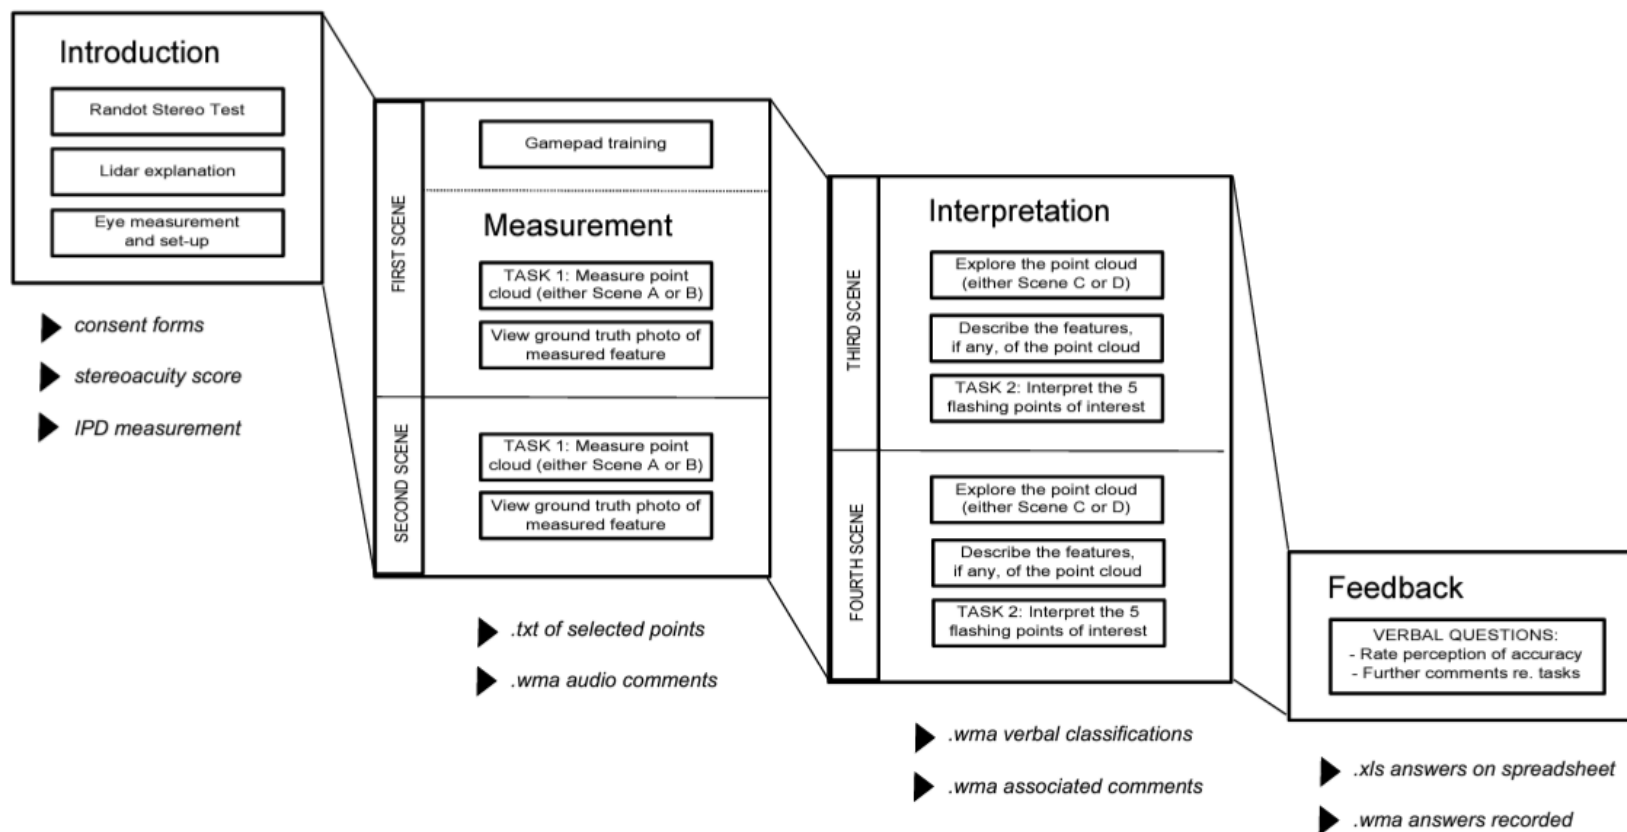 Introduction
Randot Stereo Test
Lidar explanation
Eye measurement
and set-up
consent forms
stereoacuity score
IPD measurement
FIRST SCENE
Gamepad training
Measurement
TASK 1: Measure point
cloud (either Scene A or B)
View ground truth photo of
measured feature
SECOND SCENE
TASK 1: Measure point
cloud (either Scene A or B)
View ground truth photo of
measured feature
.txt of selected points
.wma audio comments
THIRD SCENE
Interpretation
Explore the point cloud
(either Scene C or D)
Describe the features,
if any, of the point cloud
TASK 2: Interpret the 5
flashing points of interest
FOURTH SCENE
Explore the point cloud
(either Scene C or D)
Describe the features,
if any, of the point cloud
TASK 2: Interpret the 5
flashing points of interest
.wma verbal classifications
.wma associated comments
Feedback
VERBAL QUESTIONS:
- Rate perception of accuracy
- Further comments re. tasks
.xls answers on spreadsheet
.wma answers recorded